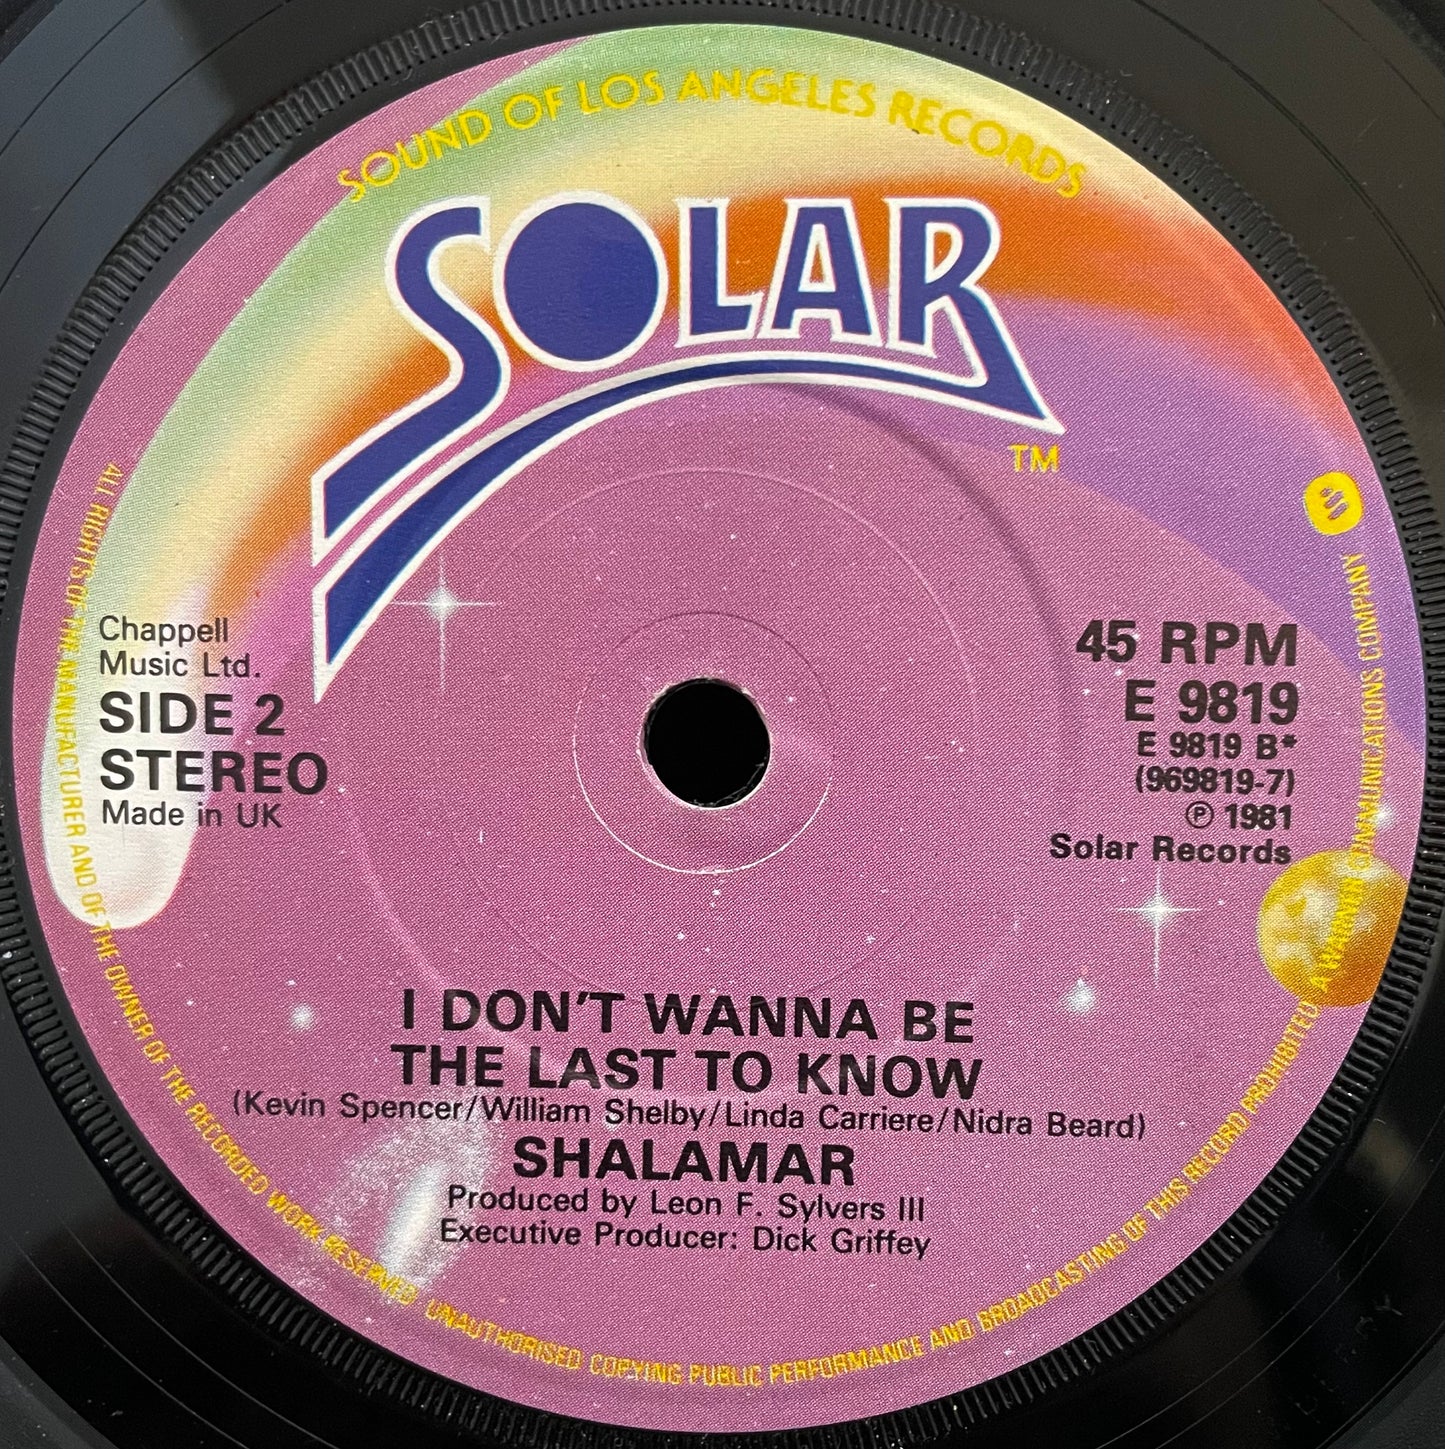 SOUND OF LOS ANGELES RECORDS
SOLAR
TM
Chappell
Music Ltd.
SIDE 2
STEREO
Made in UK
45 RPM
E 9819
E 9819 B*
(969819-7)
℗ 1981
Solar Records
I DON'T WANNA BE
THE LAST TO KNOW
(Kevin Spencer/William Shelby/Linda Carriere/Nidra Beard)
SHALAMAR
Produced by Leon F. Sylvers III
Executive Producer: Dick Griffey
ALL RIGHTS OF THE MANUFACTURER AND OF THE OWNER OF THE RECORDED WORK RESERVED UNAUTHORISED COPYING PUBLIC PERFORMANCE AND BROADCASTING OF THIS RECORD PROHIBITED A WARNER COMMUNICATIONS COMPANY